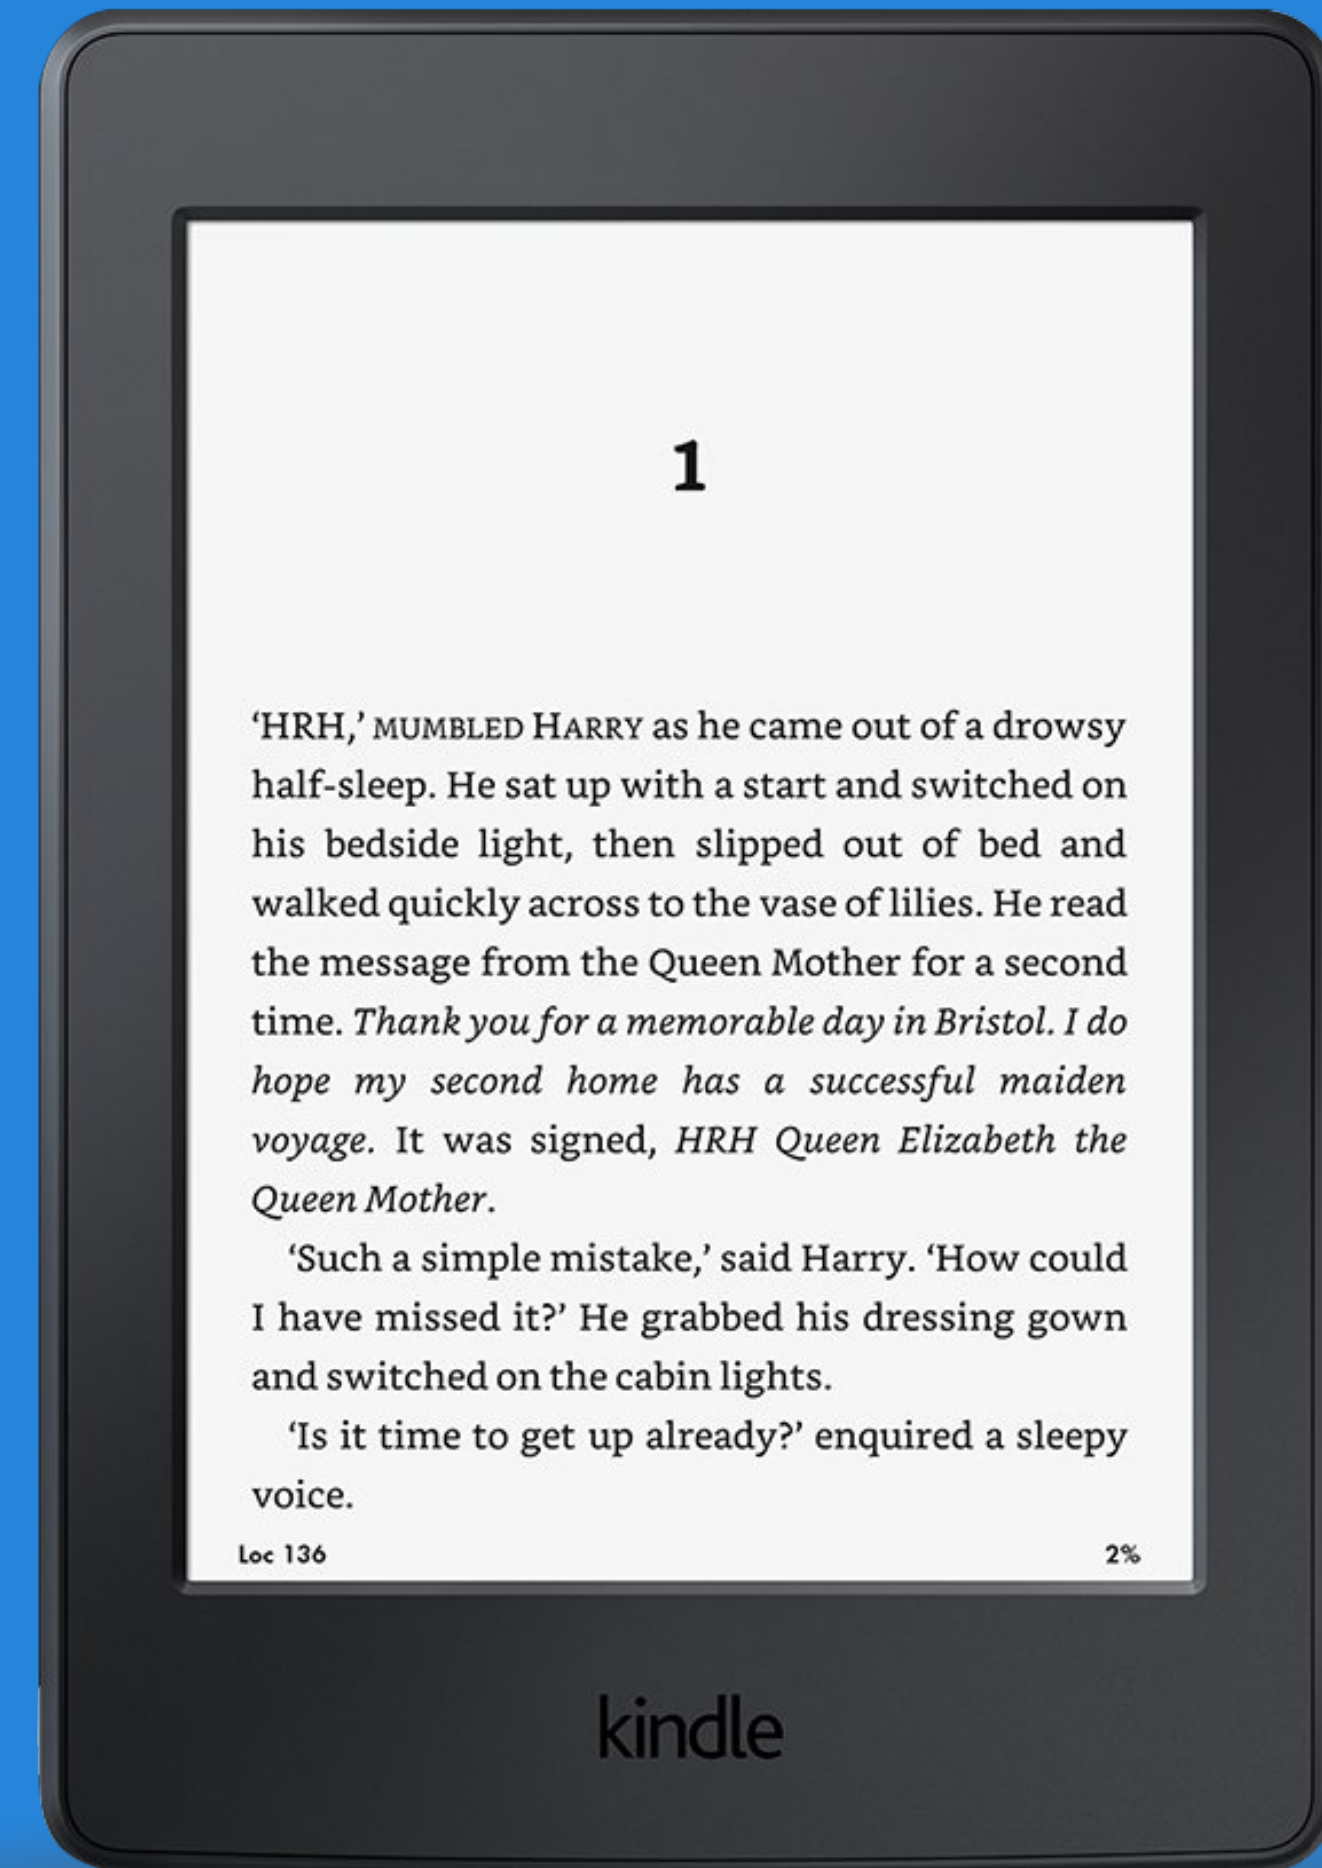 1
‘HRH,’ MUMBLED HARRY as he came out of a drowsy
half-sleep. He sat up with a start and switched on
his bedside light, then slipped out of bed and
walked quickly across to the vase of lilies. He read
the message from the Queen Mother for a second
time. Thank you for a memorable day in Bristol. I do
hope my second home has a successful maiden
voyage. It was signed, HRH Queen Elizabeth the
Queen Mother.
‘Such a simple mistake,’ said Harry. ‘How could
I have missed it?’ He grabbed his dressing gown
and switched on the cabin lights.
‘Is it time to get up already?’ enquired a sleepy
voice.
Loc 136 2%
kindle